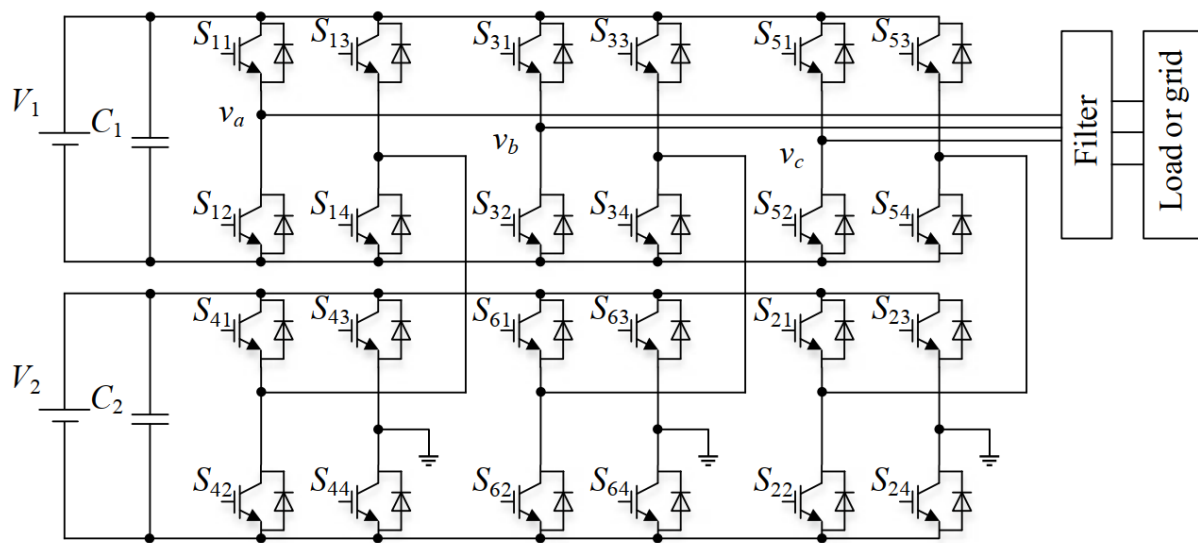 S11 S13 S31 S33 S51 S53
V1 C1 va vb vc Filter Load or grid
S12 S14 S32 S34 S52 S54
S41 S43 S61 S63 S21 S23
V2 C2
S42 S44 S62 S64 S22 S24